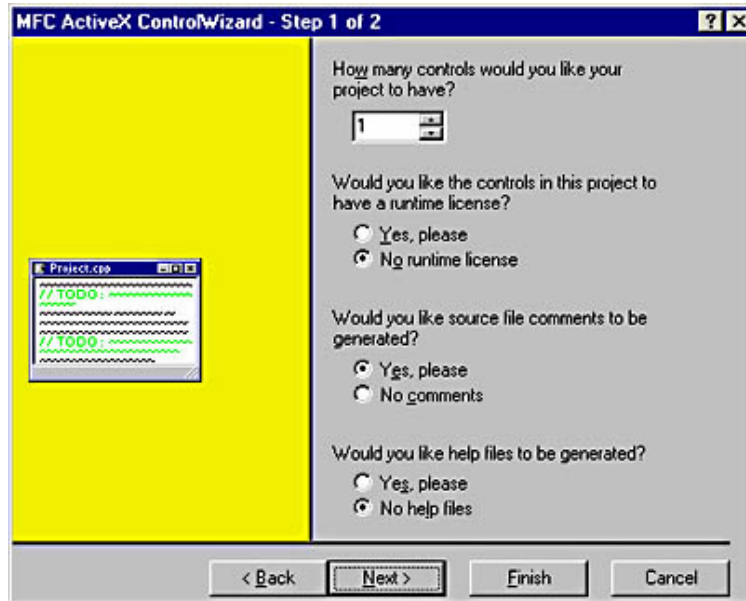 MFC ActiveX ControlWizard - Step 1 of 2
How many controls would you like your
project to have?
1
Would you like the controls in this project to
have a runtime license?
Yes, please
No runtime license
Project.cpp
// TODO:
// TODO:
Would you like source file comments to be
generated?
Yes, please
No comments
Would you like help files to be generated?
Yes, please
No help files
< Back
Next >
Finish
Cancel